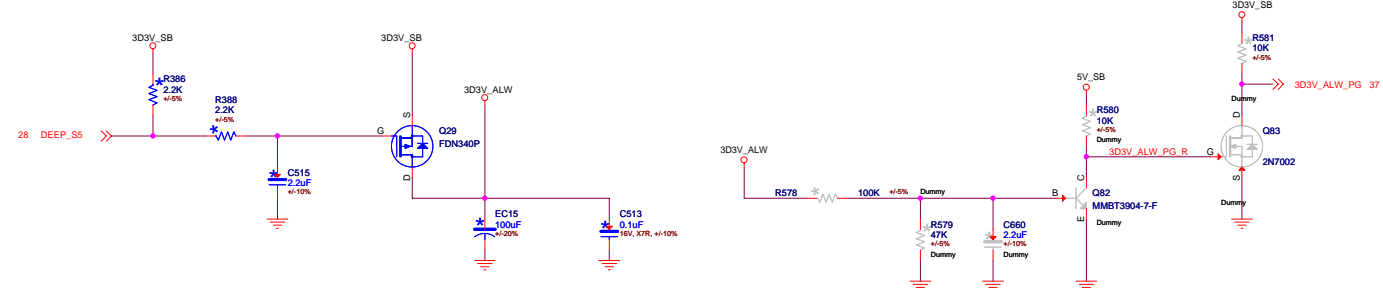 3D3V_SB
R386
2.2K
+/-5%
R388
2.2K
+/-5%
28 DEEP_S5
C515
2.2uF
+/-10%
3D3V_SB
S
G
D
Q29
FDN340P
3D3V_ALW
EC15
100uF
+/-20%
C513
0.1uF
16V, X7R, +/-10%
3D3V_ALW
R578 100K +/-5% Dummy
R579
47K
+/-5%
Dummy
C660
2.2uF
+/-10%
Dummy
5V_SB
R580
10K
+/-5%
Dummy
3D3V_ALW_PG_R
B
C
E
Q82
MMBT3904-7-F
Dummy
3D3V_SB
R581
10K
+/-5%
Dummy
3D3V_ALW_PG 37
D
G
S
Q83
2N7002
Dummy